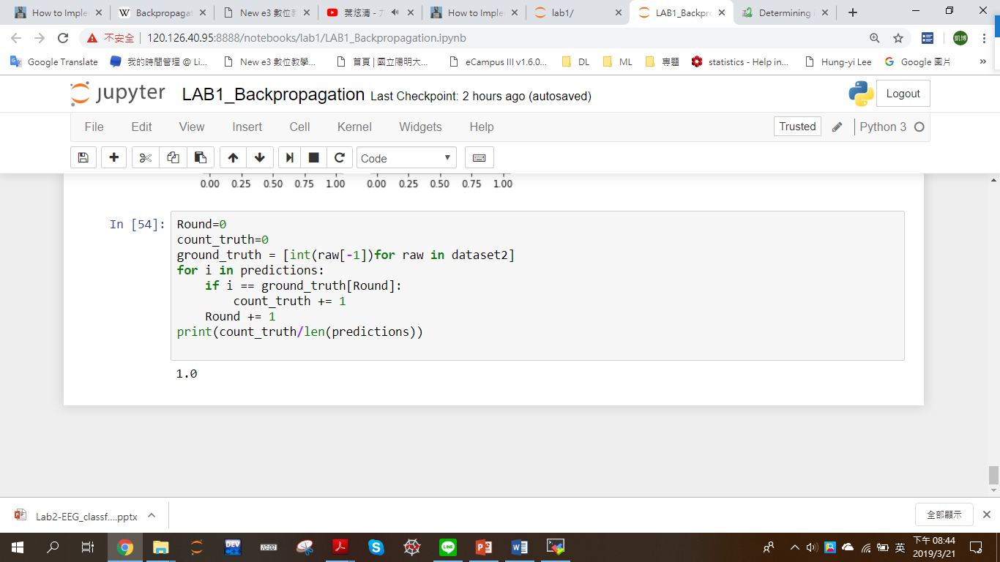 How to Imple
Backpropagat
New e3 數位
葉炫清 -
How to Imple
lab1/
LAB1_Backpro
Determining
不安全 | 120.126.40.95:8888/notebooks/lab1/LAB1_Backpropagation.ipynb
凱博
Google Translate
我的時間管理 @ Li...
New e3 數位教學...
首頁 | 國立陽明大...
eCampus III v1.6.0...
DL
ML
專題
statistics - Help in...
Hung-yi Lee
Google 圖片
»
jupyter LAB1_Backpropagation Last Checkpoint: 2 hours ago (autosaved)
Logout
File Edit View Insert Cell Kernel Widgets Help
Trusted
Python 3
Code
0.00 0.25 0.50 0.75 1.00 0.00 0.25 0.50 0.75 1.00
In [54]:
Round=0
count_truth=0
ground_truth = [int(raw[-1])for raw in dataset2]
for i in predictions:
    if i == ground_truth[Round]:
        count_truth += 1
    Round += 1
print(count_truth/len(predictions))
1.0
Lab2-EEG_classf....pptx
全部顯示
DEV
英
下午 08:44
2019/3/21